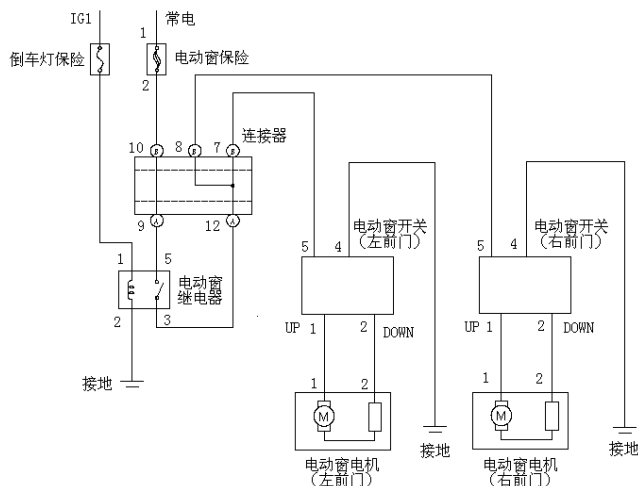 IG1
常电
1
倒车灯保险
电动窗保险
2
连接器
10 B 8 B 7 B
9 A 12 A
电动窗开关
(左前门)
电动窗开关
(右前门)
5 4
5 4
1 5
电动窗
继电器
2 3
UP 1 2 DOWN
UP 1 2 DOWN
接地
1 2
1 2
M
M
接地
接地
电动窗电机
(左前门)
电动窗电机
(右前门)